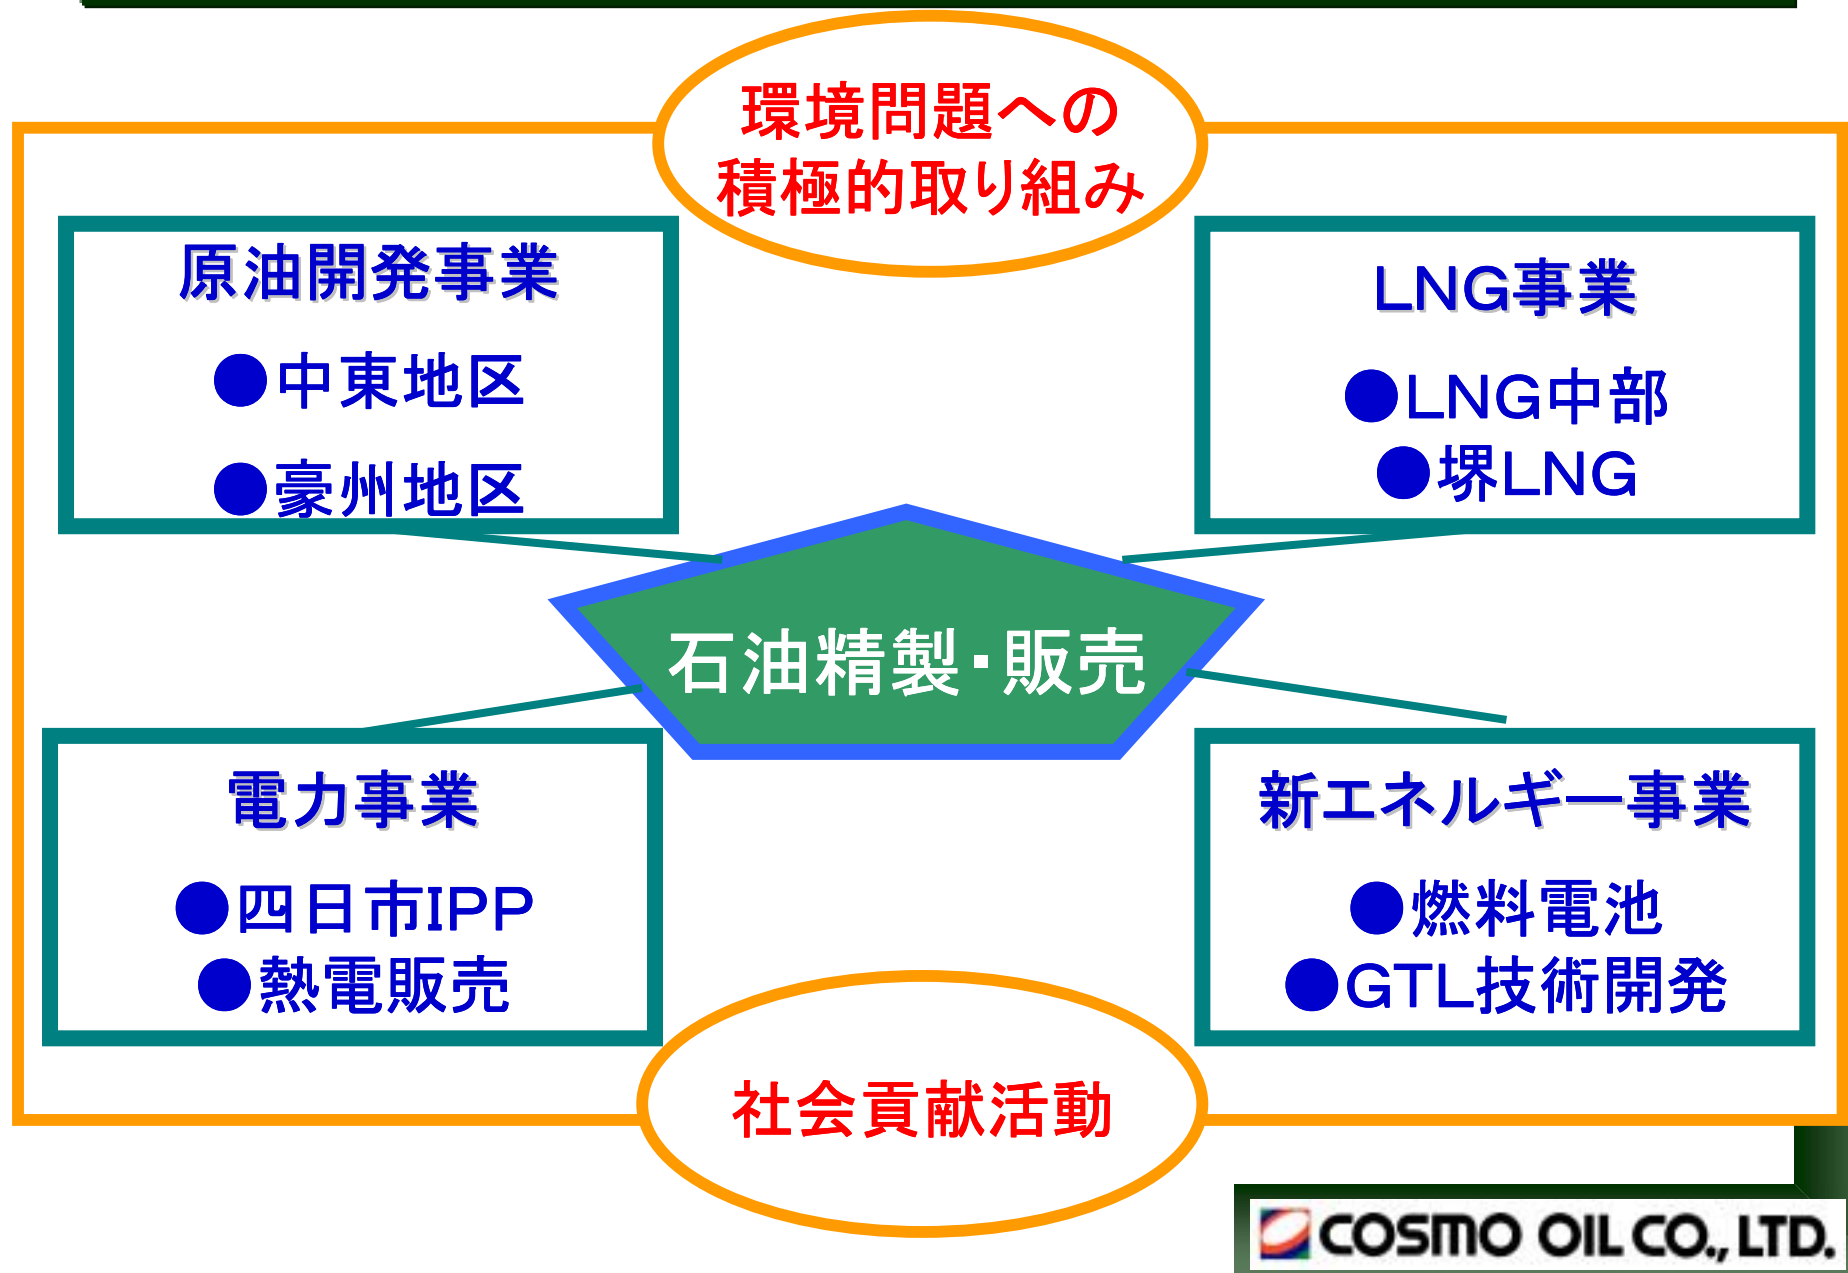 環境問題への
積極的取り組み
原油開発事業
●中東地区
●豪州地区
LNG事業
●LNG中部
●堺LNG
石油精製・販売
電力事業
●四日市IPP
●熱電販売
新エネルギー事業
●燃料電池
●GTL技術開発
社会貢献活動
COSMO OIL CO., LTD.